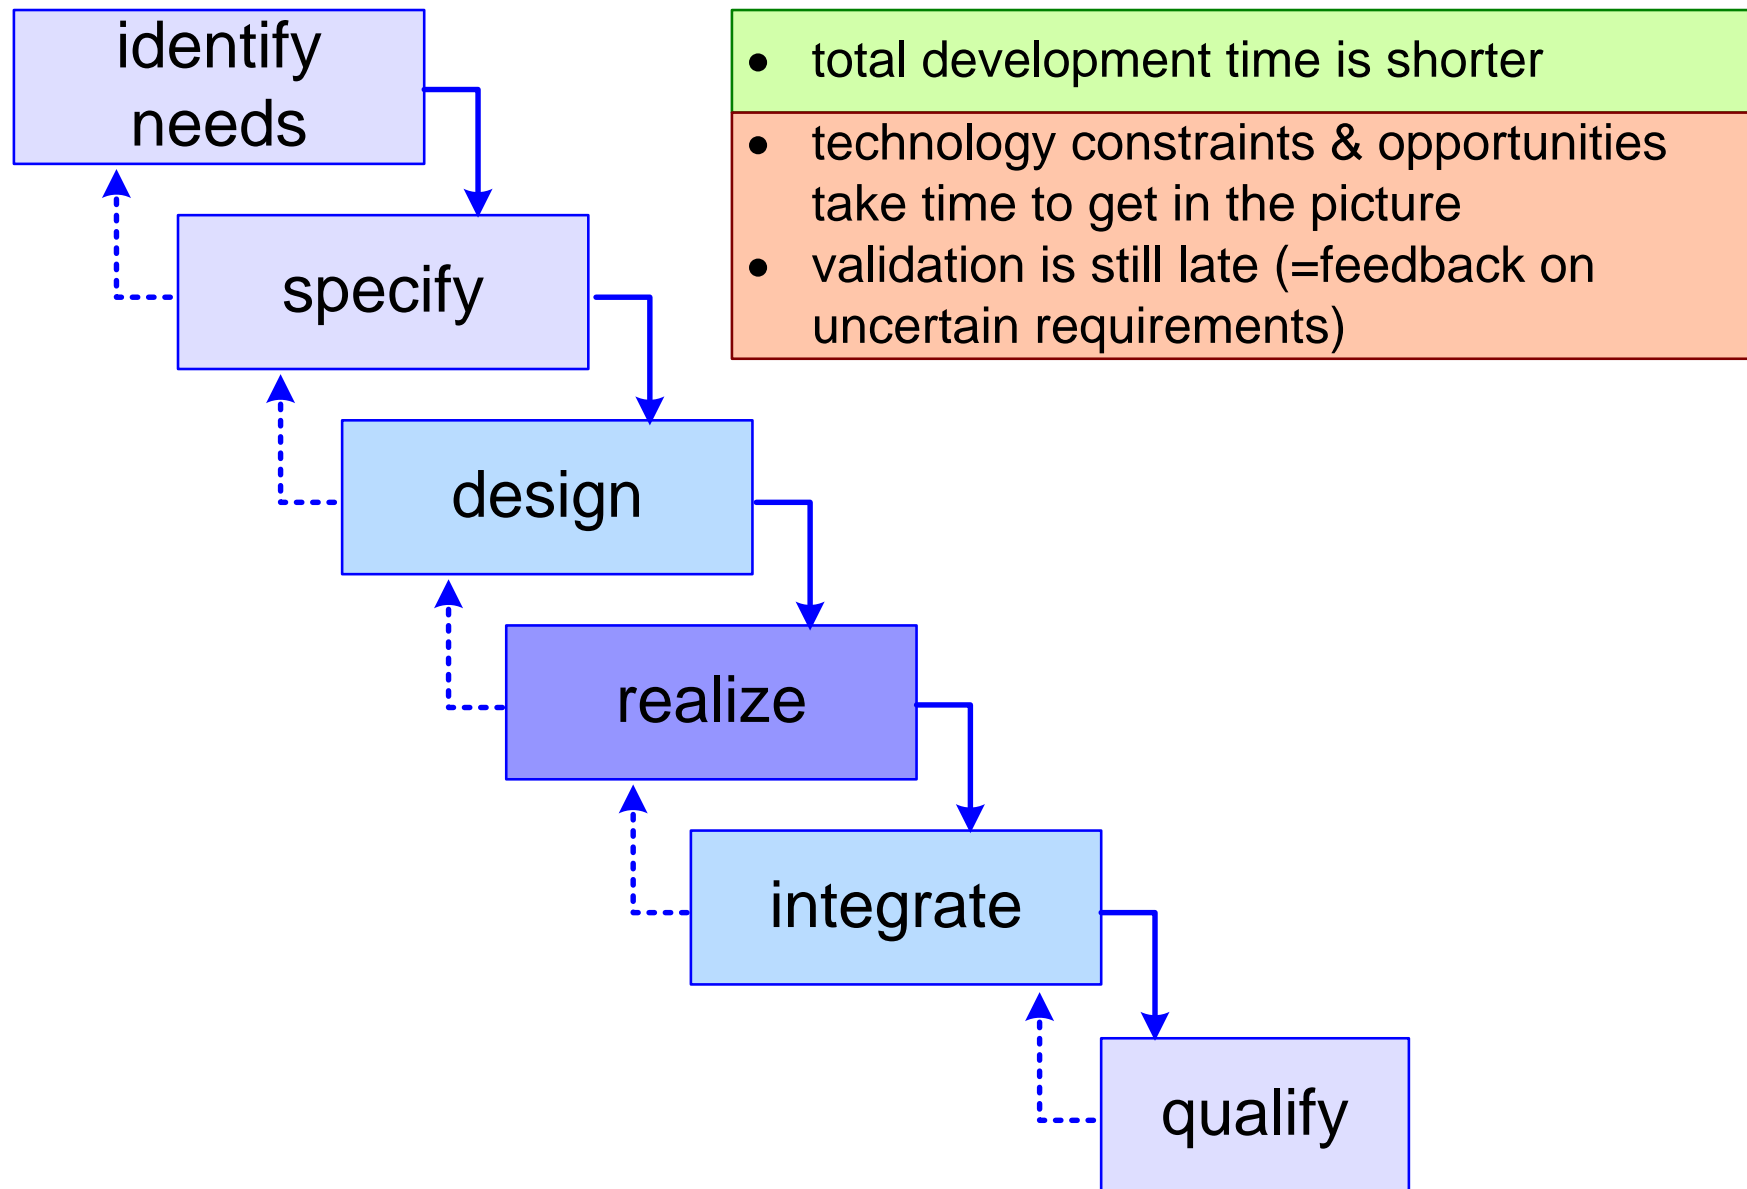 identify
needs
• total development time is shorter
• technology constraints & opportunities
take time to get in the picture
• validation is still late (=feedback on
uncertain requirements)
specify
design
realize
integrate
qualify